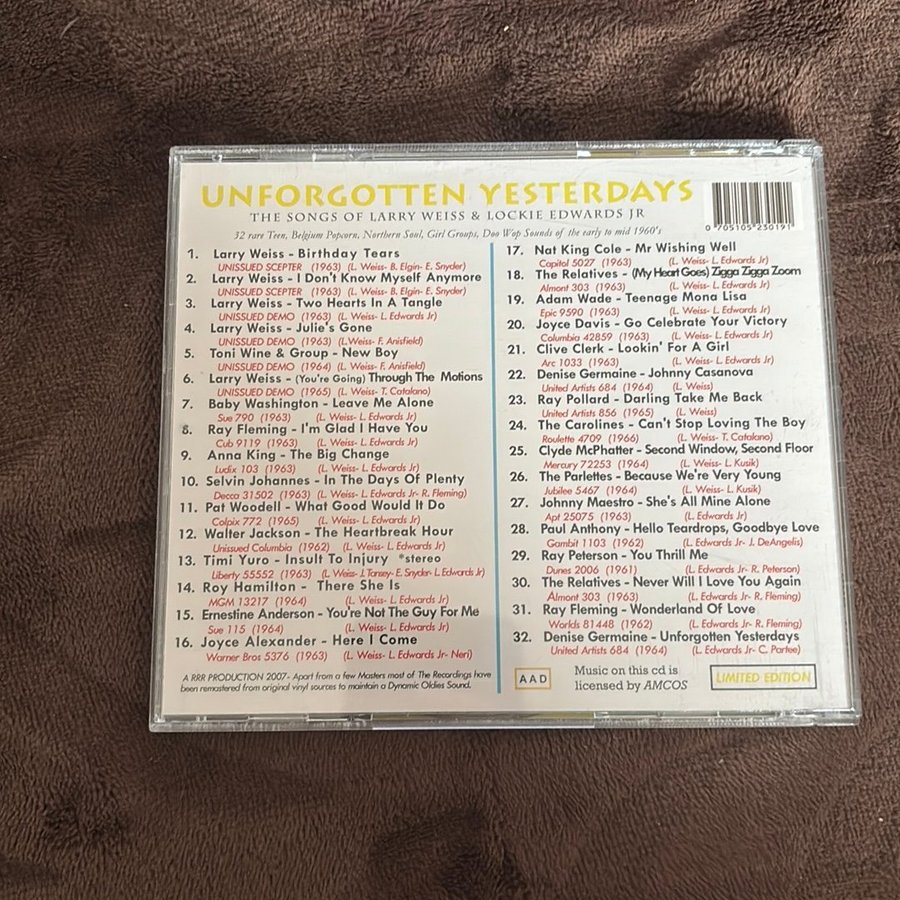 UNFORGOTTEN YESTERDAYS
THE SONGS OF LARRY WEISS & LOCKIE EDWARDS JR
32 rare Teen, Belgium Popcorn, Northern Soul, Girl Groups, Doo Wop Sounds of the early to mid 1960's
0 705105 230191
1. Larry Weiss - Birthday Tears
UNISSUED SCEPTER (1963) (L. Weiss- B. Elgin- E. Snyder)
2. Larry Weiss - I Don't Know Myself Anymore
UNISSUED SCEPTER (1963) (L. Weiss- B. Elgin- E. Snyder)
3. Larry Weiss - Two Hearts In A Tangle
UNISSUED DEMO (1963) (L. Weiss- L. Edwards Jr)
4. Larry Weiss - Julie's Gone
UNISSUED DEMO (1963) (L.Weiss- F. Anisfield)
5. Toni Wine & Group - New Boy
UNISSUED DEMO (1964) (L. Weiss- F. Anisfield)
6. Larry Weiss - (You're Going) Through The Motions
UNISSUED DEMO (1965) (L. Weiss- T. Catalano)
7. Baby Washington - Leave Me Alone
Sue 790 (1963) (L. Weiss- L. Edwards Jr)
8. Ray Fleming - I'm Glad I Have You
Cub 9119 (1963) (L. Weiss- L. Edwards Jr)
9. Anna King - The Big Change
Ludix 103 (1963) (L. Weiss- L. Edwards Jr)
10. Selvin Johannes - In The Days Of Plenty
Decca 31502 (1963) (L. Weiss- L. Edwards Jr- R. Fleming)
11. Pat Woodell - What Good Would It Do
Colpix 772 (1965) (L. Weiss- L. Edwards Jr)
12. Walter Jackson - The Heartbreak Hour
Unissued Columbia (1962) (L. Weiss- L. Edwards Jr)
13. Timi Yuro - Insult To Injury *stereo
Liberty 55552 (1963) (L. Weiss- J. Tansey- E. Snyder- L. Edwards Jr)
14. Roy Hamilton - There She Is
MGM 13217 (1964) (L. Weiss- L. Edwards Jr)
15. Ernestine Anderson - You're Not The Guy For Me
Sue 115 (1964) (L. Weiss- L. Edwards Jr)
16. Joyce Alexander - Here I Come
Warner Bros 5376 (1963) (L. Weiss- L. Edwards Jr- Neri)
A RRR PRODUCTION 2007- Apart from a few Masters most of The Recordings have
been remastered from original vinyl sources to maintain a Dynamic Oldies Sound.
17. Nat King Cole - Mr Wishing Well
Capitol 5027 (1963) (L. Weiss- L. Edwards Jr)
18. The Relatives - (My Heart Goes) Zigga Zigga Zoom
Almont 303 (1963) (L. Weiss- L. Edwards Jr)
19. Adam Wade - Teenage Mona Lisa
Epic 9590 (1963) (L. Weiss- L. Edwards Jr)
20. Joyce Davis - Go Celebrate Your Victory
Columbia 42859 (1963) (L. Weiss- L. Edwards Jr)
21. Clive Clerk - Lookin' For A Girl
Arc 1033 (1963) (L. Weiss- L. Edwards Jr)
22. Denise Germaine - Johnny Casanova
United Artists 684 (1964) (L. Weiss)
23. Ray Pollard - Darling Take Me Back
United Artists 856 (1965) (L. Weiss)
24. The Carolines - Can't Stop Loving The Boy
Roulette 4709 (1966) (L. Weiss- T. Catalano)
25. Clyde McPhatter - Second Window, Second Floor
Mercury 72253 (1964) (L. Weiss- L. Kusik)
26. The Parlettes - Because We're Very Young
Jubilee 5467 (1964) (L. Weiss- L. Kusik)
27. Johnny Maestro - She's All Mine Alone
Apt 25075 (1963) (L. Edwards Jr)
28. Paul Anthony - Hello Teardrops, Goodbye Love
Gambit 1103 (1962) (L. Edwards Jr- J. DeAngelis)
29. Ray Peterson - You Thrill Me
Dunes 2006 (1961) (L. Edwards Jr- R. Peterson)
30. The Relatives - Never Will I Love You Again
Almont 303 (1963) (L. Edwards Jr- R. Fleming)
31. Ray Fleming - Wonderland Of Love
Worlds 81448 (1962) (L. Edwards Jr- R. Fleming)
32. Denise Germaine - Unforgotten Yesterdays
United Artists 684 (1964) (L. Edwards Jr- C. Partee)
AAD
Music on this cd is
licensed by AMCOS
LIMITED EDITION